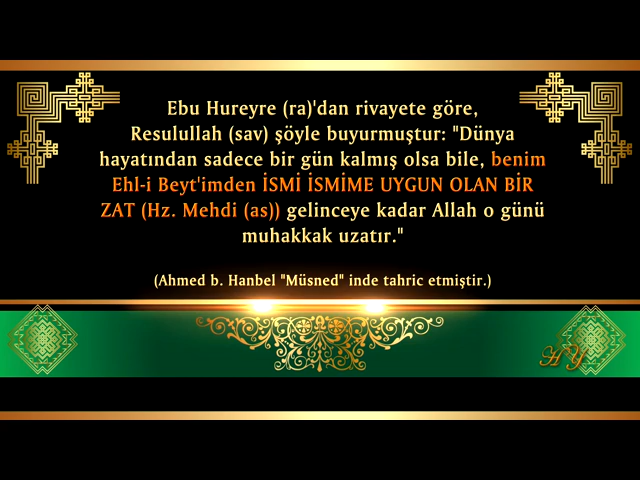 Ebu Hureyre (ra)'dan rivayete göre,
Resulullah (sav) şöyle buyurmuştur: "Dünya
hayatından sadece bir gün kalmış olsa bile, benim
Ehl-i Beyt'imden İSMİ İSMİME UYGUN OLAN BİR
ZAT (Hz. Mehdi (as)) gelinceye kadar Allah o günü
muhakkak uzatır."
(Ahmed b. Hanbel "Müsned" inde tahric etmiştir.)
HY